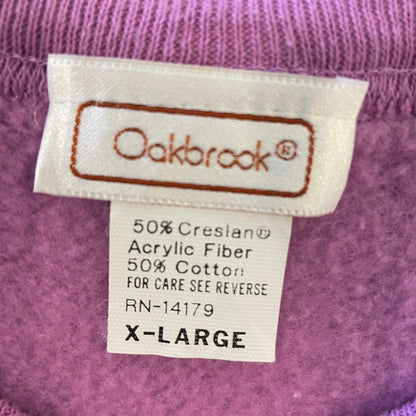 Oakbrook®
50% Creslan®
Acrylic Fiber
50% Cotton
FOR CARE SEE REVERSE
RN-14179
X-LARGE